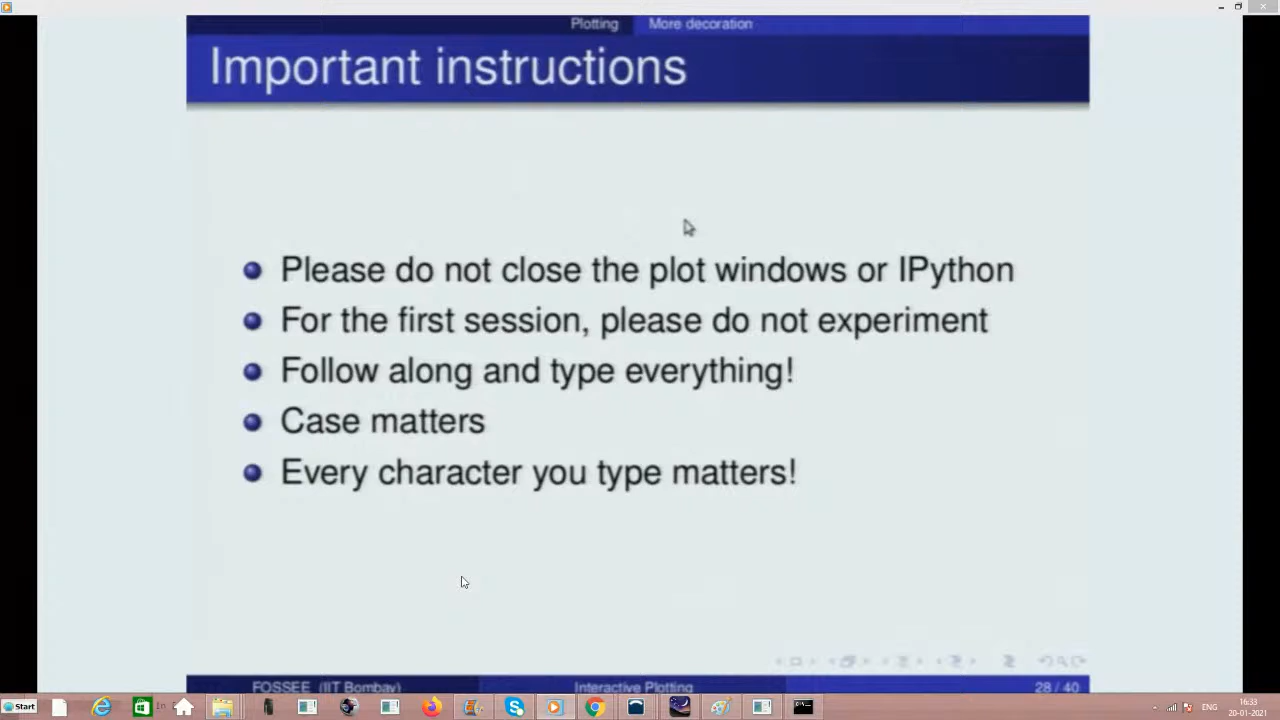 Plotting More decoration
Important instructions
Please do not close the plot windows or IPython
For the first session, please do not experiment
Follow along and type everything!
Case matters
Every character you type matters!
FOSSEE (IIT Bombay) Interactive Plotting 28 / 40
Start
ENG
16:33
20-01-2021